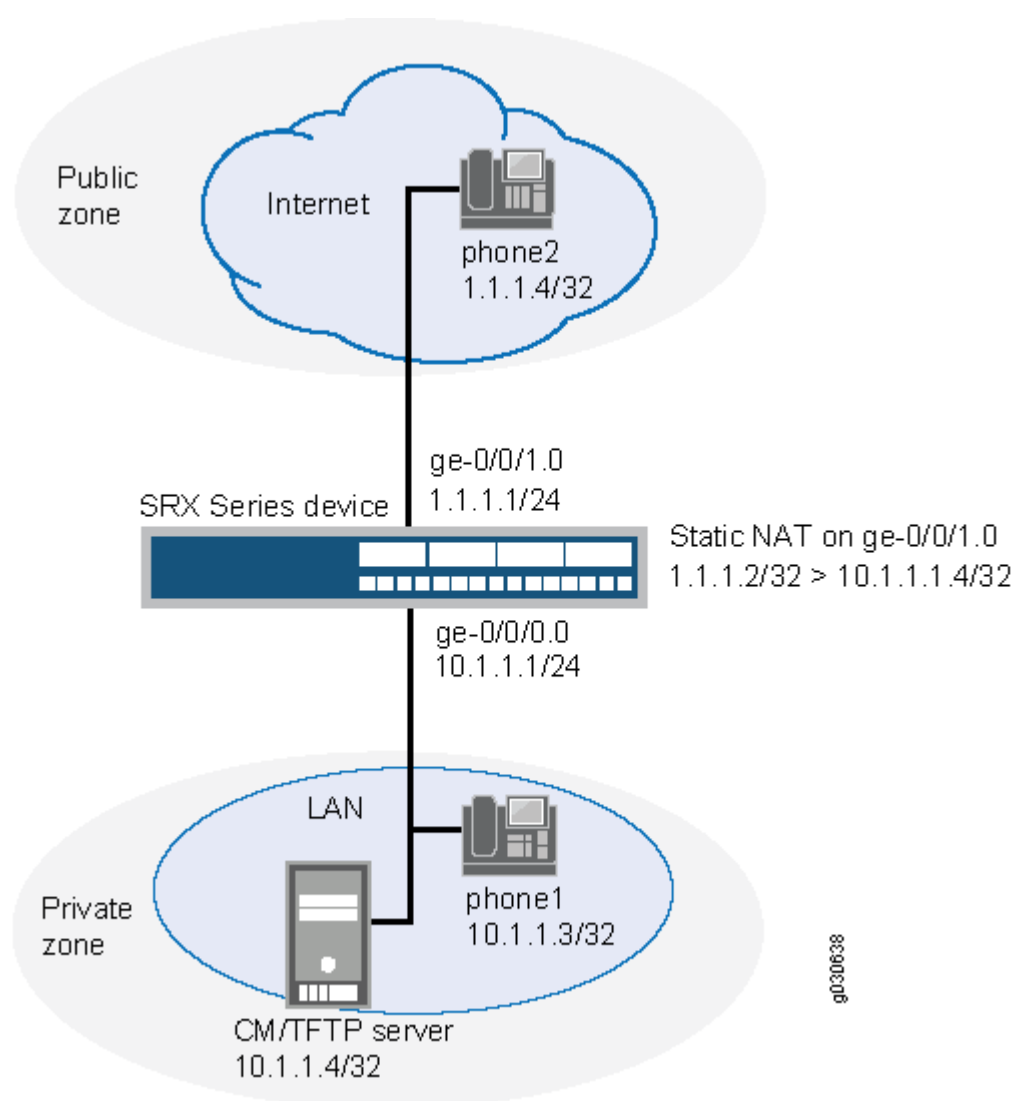 Public
zone
Internet
phone2
1.1.1.4/32
ge-0/0/1.0
1.1.1.1/24
SRX Series device
Static NAT on ge-0/0/1.0
1.1.1.2/32 > 10.1.1.1.4/32
ge-0/0/0.0
10.1.1.1/24
LAN
phone1
10.1.1.3/32
Private
zone
CM/TFTP server
10.1.1.4/32
g030638